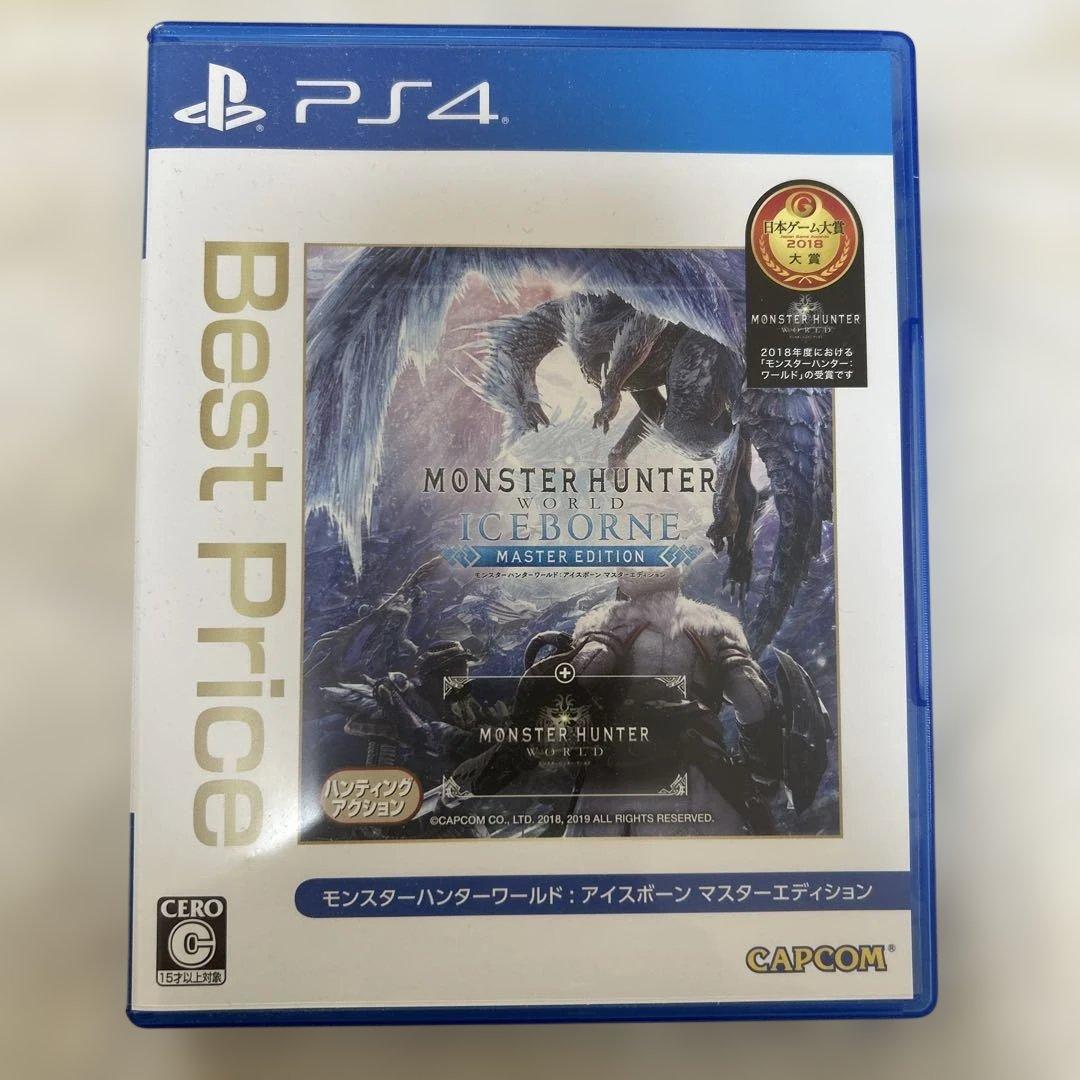 PS4®
Best Price
日本ゲーム大賞
Japan Game Awards
2018
大賞
MONSTER HUNTER
WORLD
2018年度における
「モンスターハンター:
ワールド」の受賞です
MONSTER HUNTER
WORLD
ICEBORNE
MASTER EDITION
モンスターハンターワールド:アイスボーン マスターエディション
+
MONSTER HUNTER
WORLD
ハンティング
アクション
©CAPCOM CO., LTD. 2018, 2019 ALL RIGHTS RESERVED.
モンスターハンターワールド:アイスボーン マスターエディション
CERO
C
15才以上対象
CAPCOM®